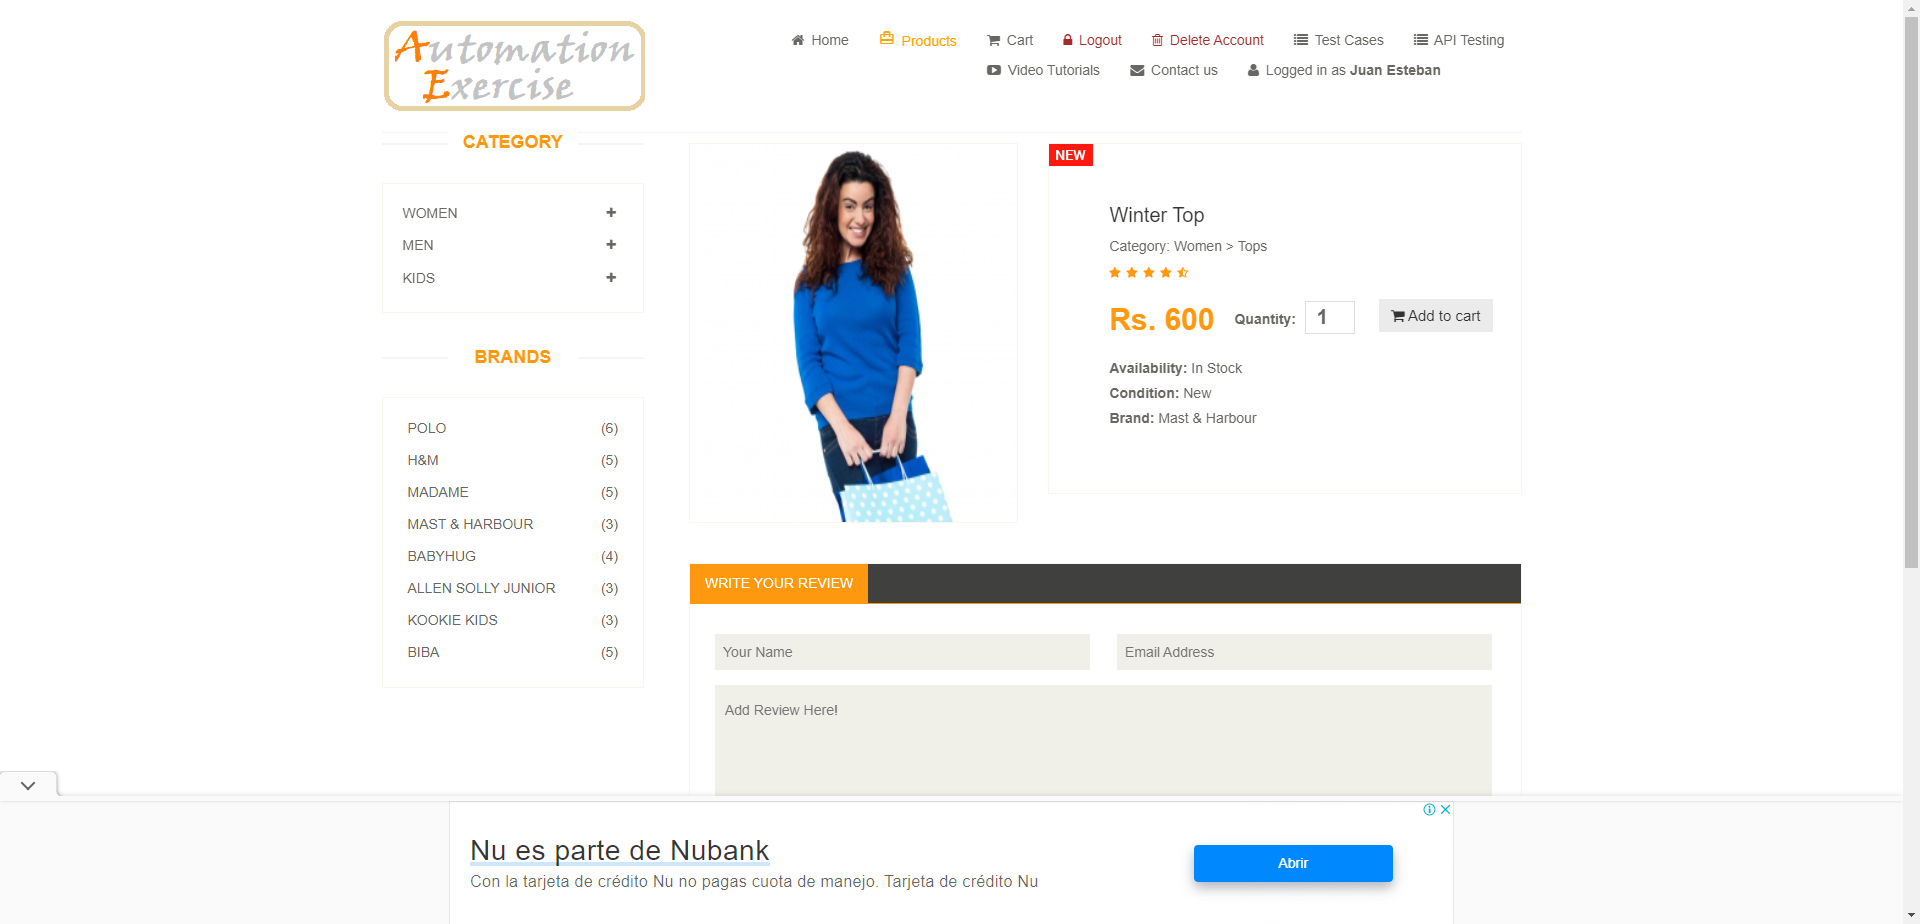 Automation
Exercise
Home
Products
Cart
Logout
Delete Account
Test Cases
API Testing
Video Tutorials
Contact us
Logged in as Juan Esteban
CATEGORY
WOMEN
MEN
KIDS
BRANDS
POLO (6)
H&M (5)
MADAME (5)
MAST & HARBOUR (3)
BABYHUG (4)
ALLEN SOLLY JUNIOR (3)
KOOKIE KIDS (3)
BIBA (5)
NEW
Winter Top
Category: Women > Tops
Rs. 600 Quantity: 1 Add to cart
Availability: In Stock
Condition: New
Brand: Mast & Harbour
WRITE YOUR REVIEW
Your Name
Email Address
Add Review Here!
Nu es parte de Nubank
Con la tarjeta de crédito Nu no pagas cuota de manejo. Tarjeta de crédito Nu
Abrir